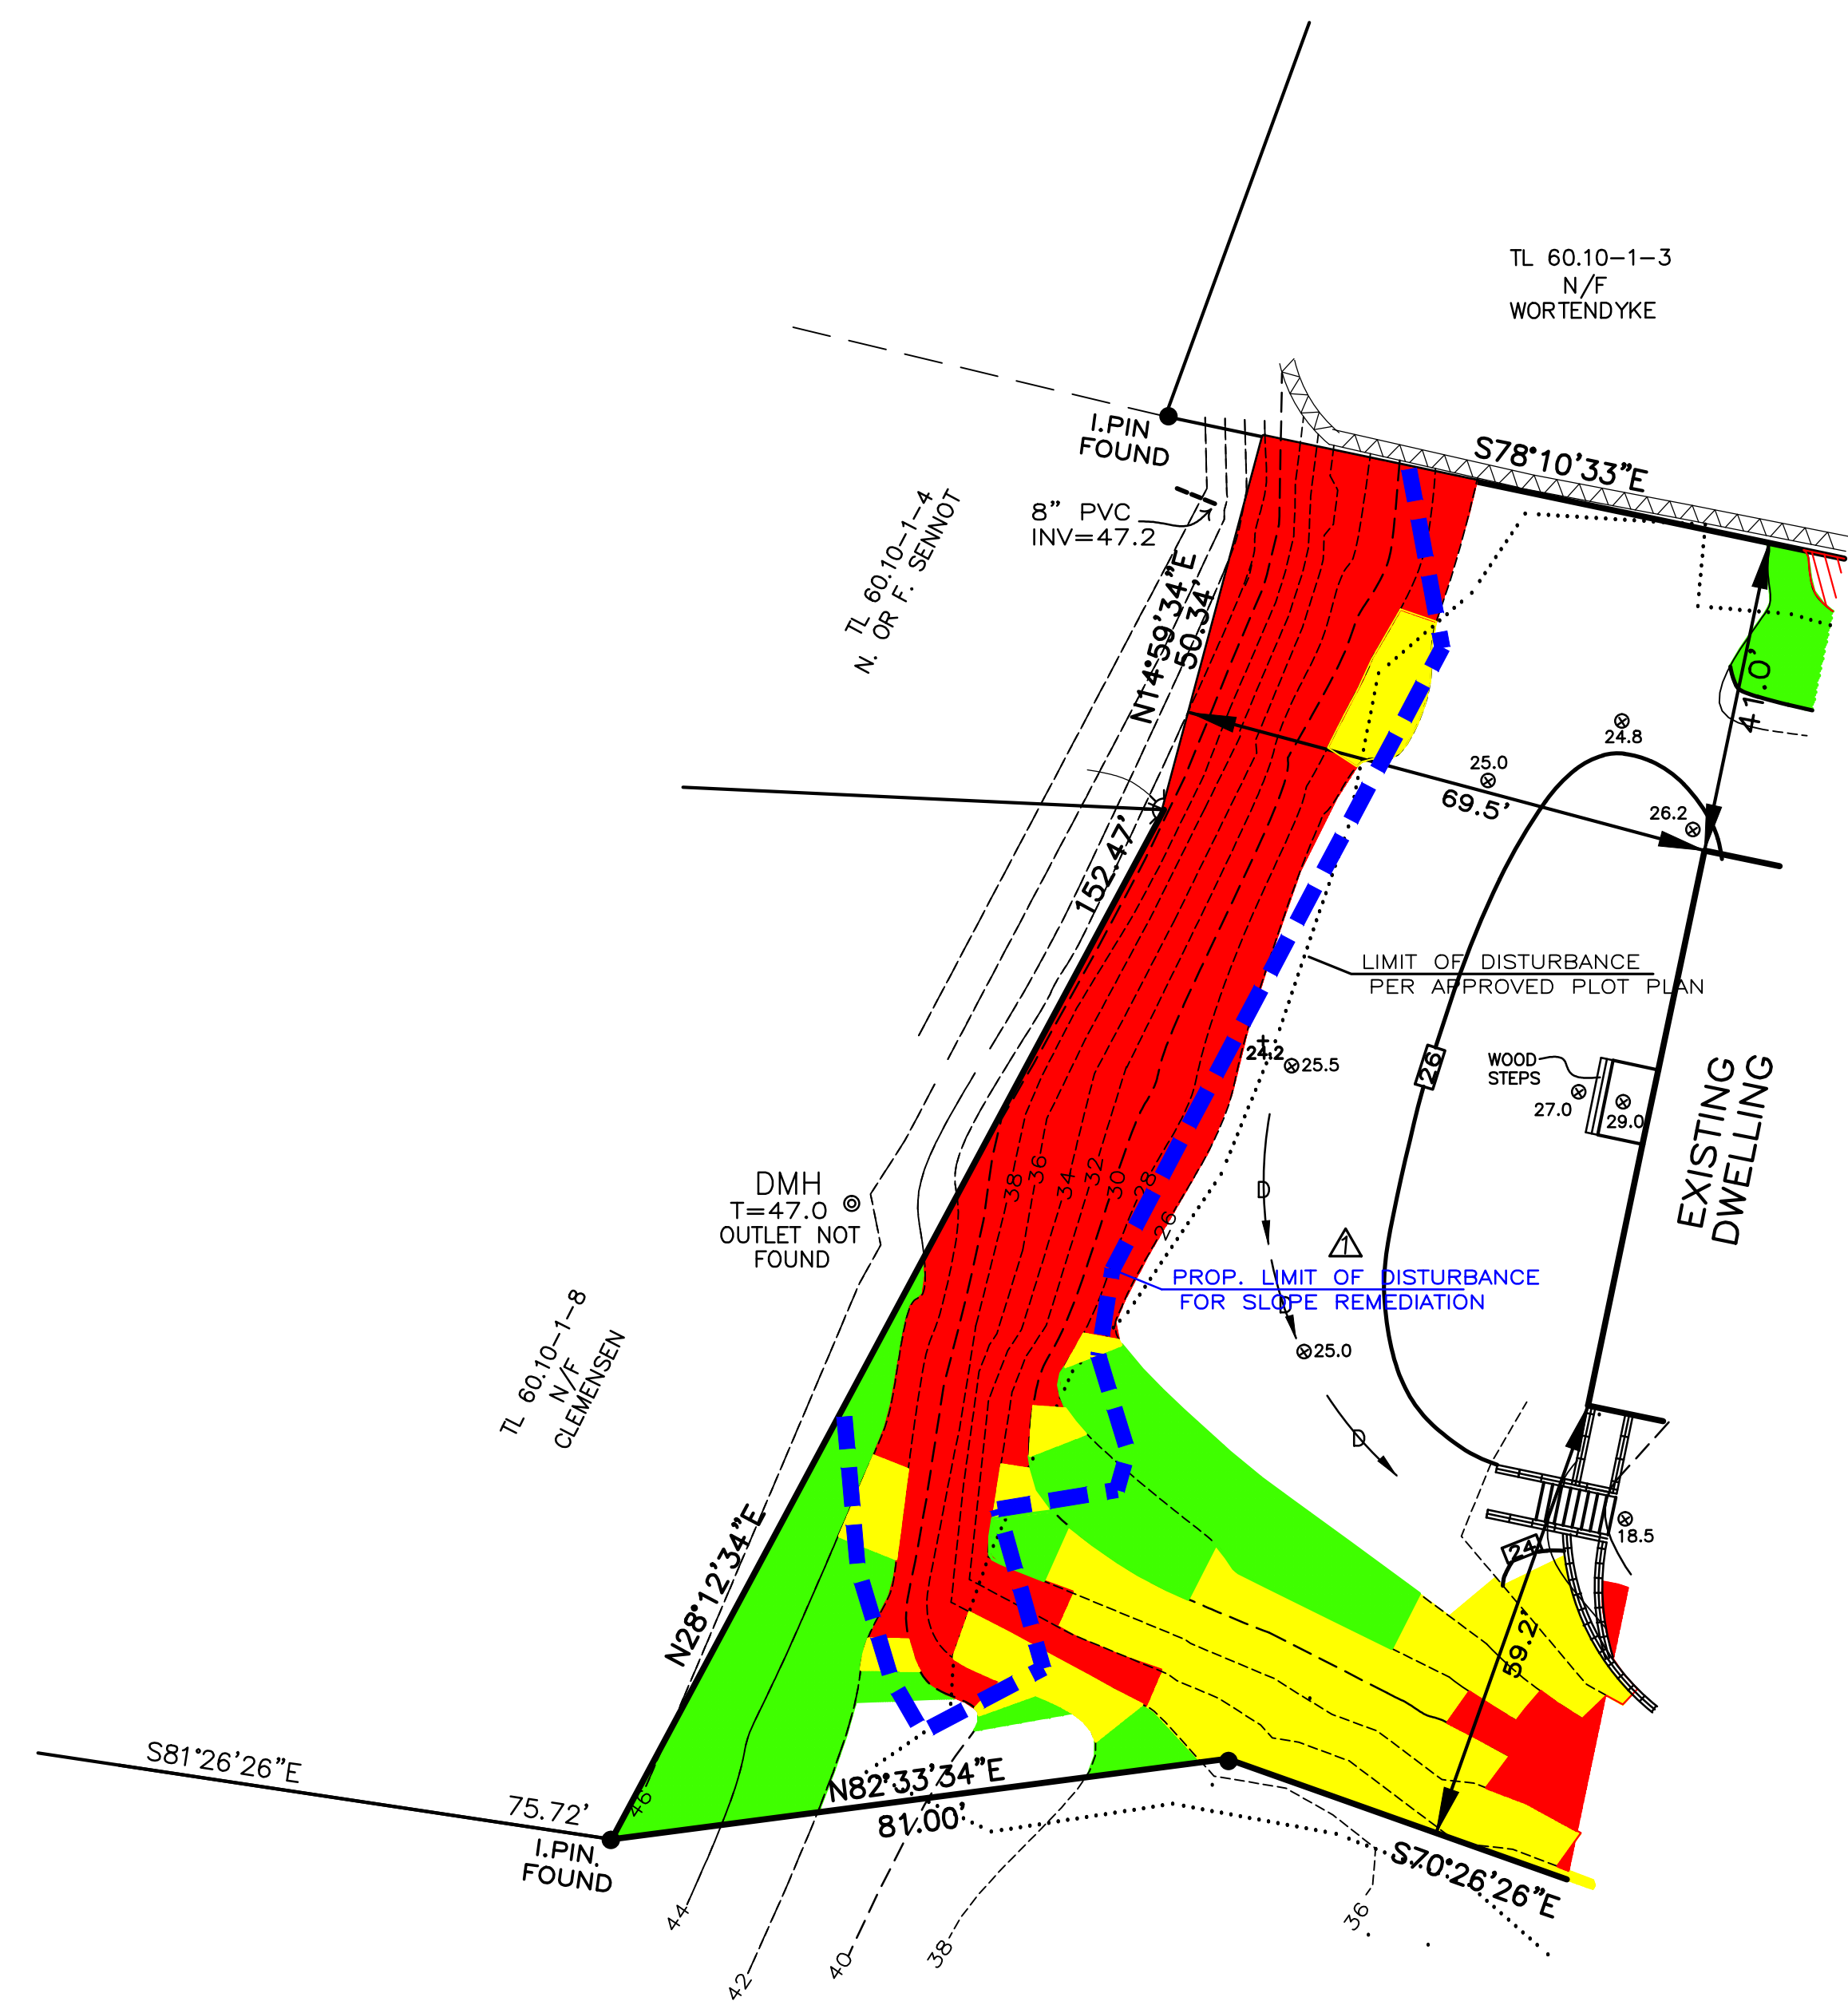 TL 60.10-1-3
N/F
WORTENDYKE
I.PIN
FOUND
S78°10'33"E
8" PVC
INV=47.2
TL 60.10-1-4
N. OR F. SENNOT
N14°59'34"E
50.34'
41.0'
24.8
25.0
69.5'
26.2
152.47'
LIMIT OF DISTURBANCE
PER APPROVED PLOT PLAN
24.2
25.5
26
WOOD
STEPS
27.0
29.0
EXISTING
DWELLING
DMH
T=47.0
OUTLET NOT
FOUND
38
36
34
32
30
28
26
D
1
PROP. LIMIT OF DISTURBANCE
FOR SLOPE REMEDIATION
D
25.0
TL 60.10-1-8
N/F
CLEMENSEN
D
18.5
24
N28°12'34"E
59.2'
S81°26'26"E
75.72'
46
N82°33'34"E
81.00'
I.PIN.
FOUND
S70°26'26"E
44
42
40
38
36